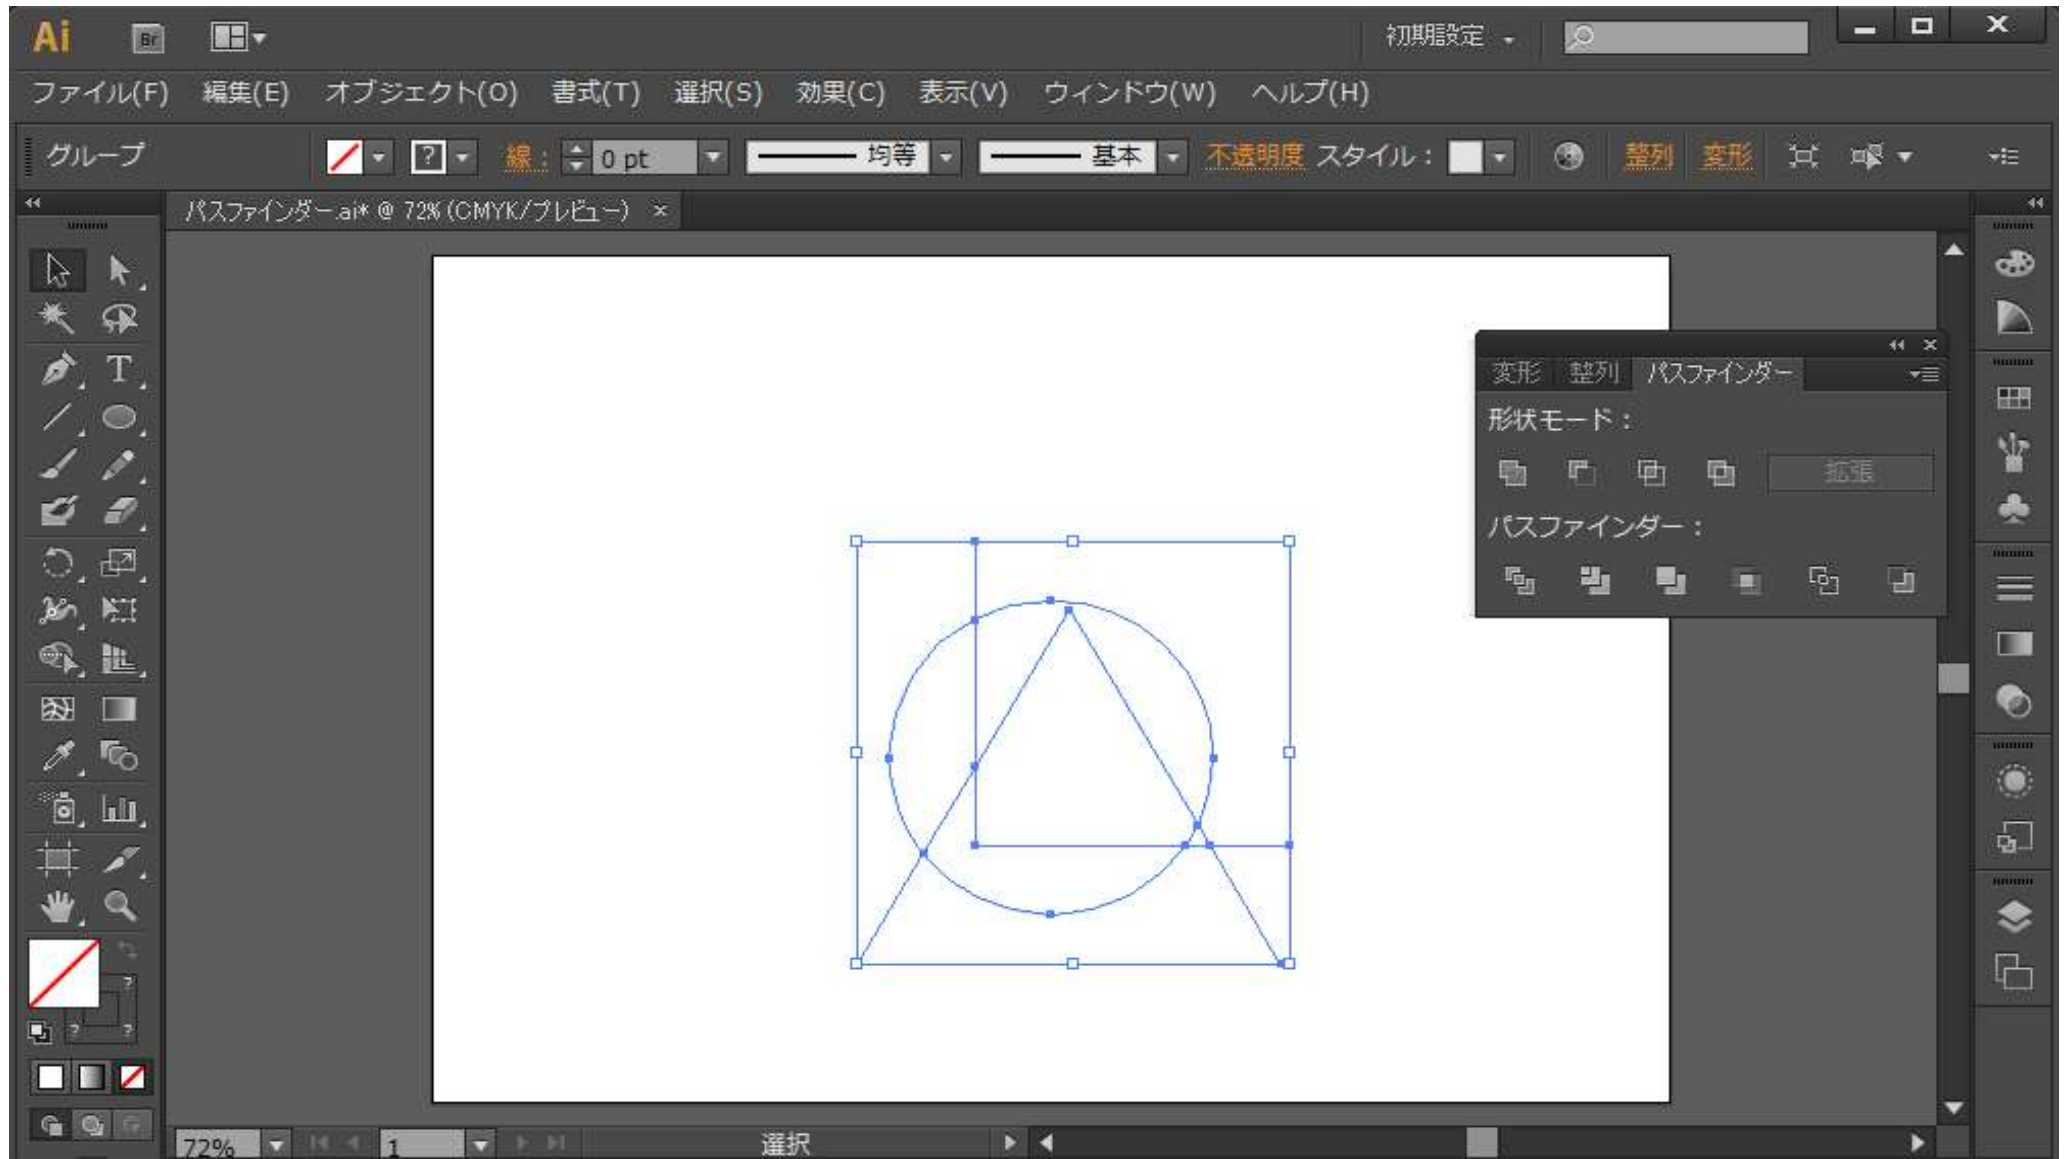 Ai Br 初期設定
ファイル(F) 編集(E) オブジェクト(O) 書式(T) 選択(S) 効果(C) 表示(V) ウィンドウ(W) ヘルプ(H)
グループ ? 線： 0 pt 均等 基本 不透明度 スタイル： 整列 変形
パスファインダー.ai* @ 72% (CMYK/プレビュー) ×
変形 整列 パスファインダー
形状モード：
拡張
パスファインダー：
T
?
? ?
72% 1 選択